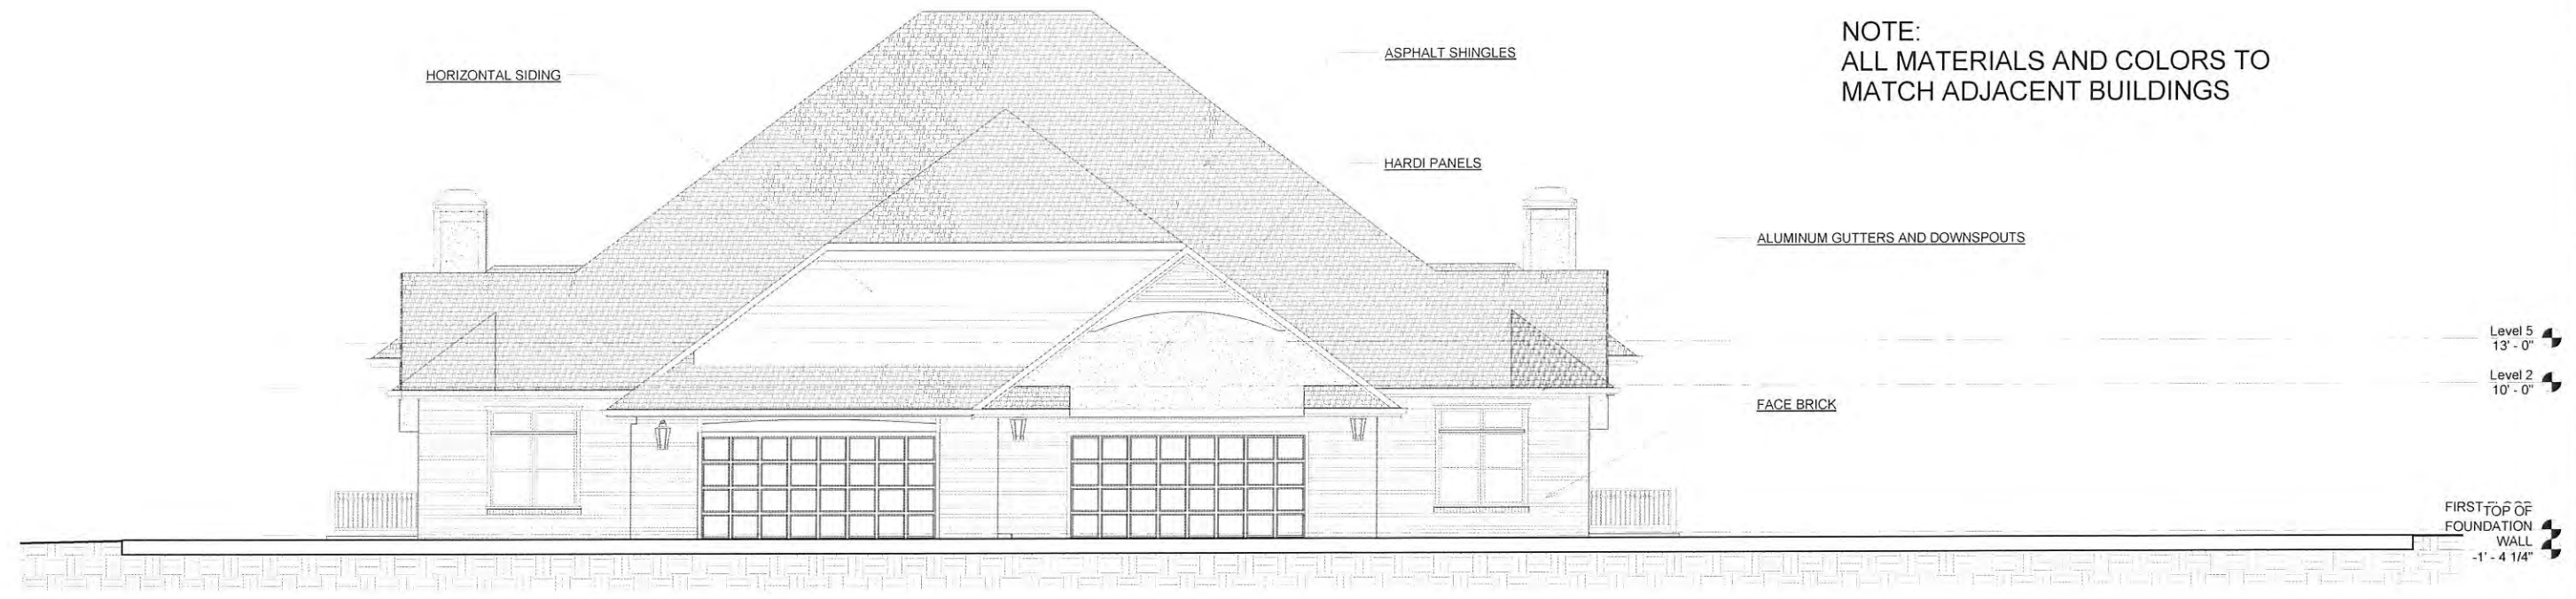 NOTE:
ALL MATERIALS AND COLORS TO
MATCH ADJACENT BUILDINGS
ASPHALT SHINGLES
HORIZONTAL SIDING
HARDI PANELS
ALUMINUM GUTTERS AND DOWNSPOUTS
Level 5
13' - 0"
Level 2
10' - 0"
FACE BRICK
FIRST
TOP OF
FOUNDATION
WALL
-1' - 4 1/4"